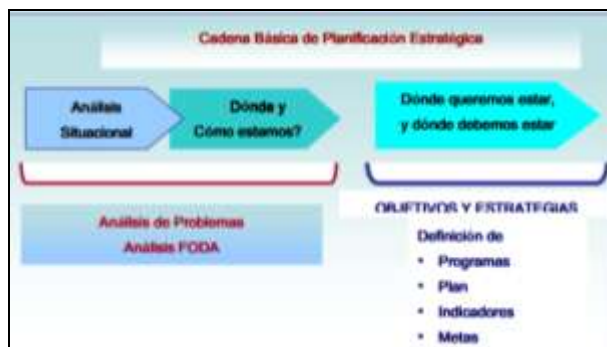 Cadena Básica de Planificación Estratégica
Análisis
Situacional
Dónde y
Cómo estamos?
Dónde queremos estar,
y dónde debemos estar
Análisis de Problemas
Análisis FODA
OBJETIVOS Y ESTRATEGIAS
Definición de
• Programas
• Plan
• Indicadores
• Metas